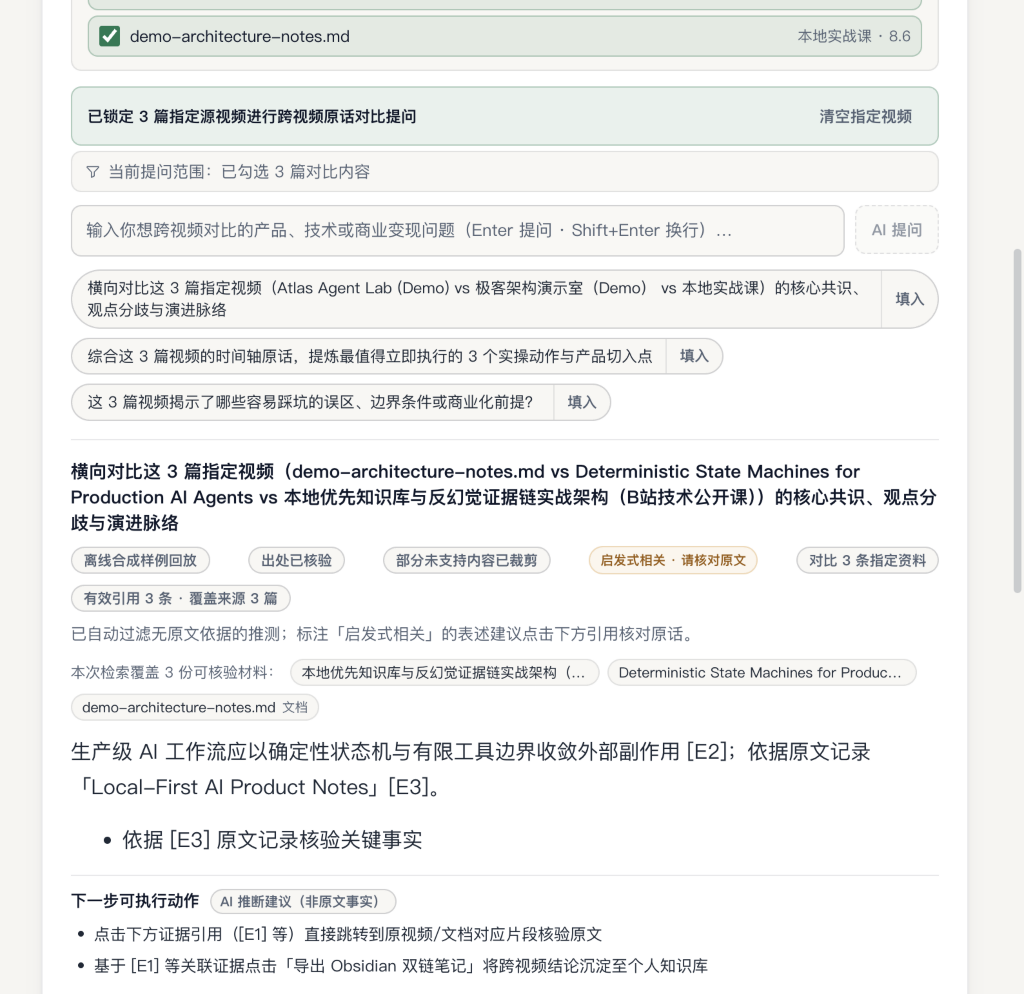 demo-architecture-notes.md 本地实战课 · 8.6
已锁定 3 篇指定源视频进行跨视频原话对比提问 清空指定视频
当前提问范围：已勾选 3 篇对比内容
输入你想跨视频对比的产品、技术或商业变现问题（Enter 提问 · Shift+Enter 换行）… AI 提问
横向对比这 3 篇指定视频（Atlas Agent Lab (Demo) vs 极客架构演示室（Demo） vs 本地实战课）的核心共识、
观点分歧与演进脉络 填入
综合这 3 篇视频的时间轴原话，提炼最值得立即执行的 3 个实操动作与产品切入点 填入
这 3 篇视频揭示了哪些容易踩坑的误区、边界条件或商业化前提？ 填入
横向对比这 3 篇指定视频（demo-architecture-notes.md vs Deterministic State Machines for
Production AI Agents vs 本地优先知识库与反幻觉证据链实战架构（B站技术公开课））的核心共识、观点分
歧与演进脉络
离线合成样例回放 出处已核验 部分未支持内容已裁剪 启发式相关 · 请核对原文 对比 3 条指定资料
有效引用 3 条 · 覆盖来源 3 篇
已自动过滤无原文依据的推测；标注「启发式相关」的表述建议点击下方引用核对原话。
本次检索覆盖 3 份可核验材料： 本地优先知识库与反幻觉证据链实战架构（… Deterministic State Machines for Produc…
demo-architecture-notes.md 文档
生产级 AI 工作流应以确定性状态机与有限工具边界收敛外部副作用 [E2]；依据原文记录
「Local-First AI Product Notes」[E3]。
• 依据 [E3] 原文记录核验关键事实
下一步可执行动作 AI 推断建议（非原文事实）
• 点击下方证据引用（[E1] 等）直接跳转到原视频/文档对应片段核验原文
• 基于 [E1] 等关联证据点击「导出 Obsidian 双链笔记」将跨视频结论沉淀至个人知识库